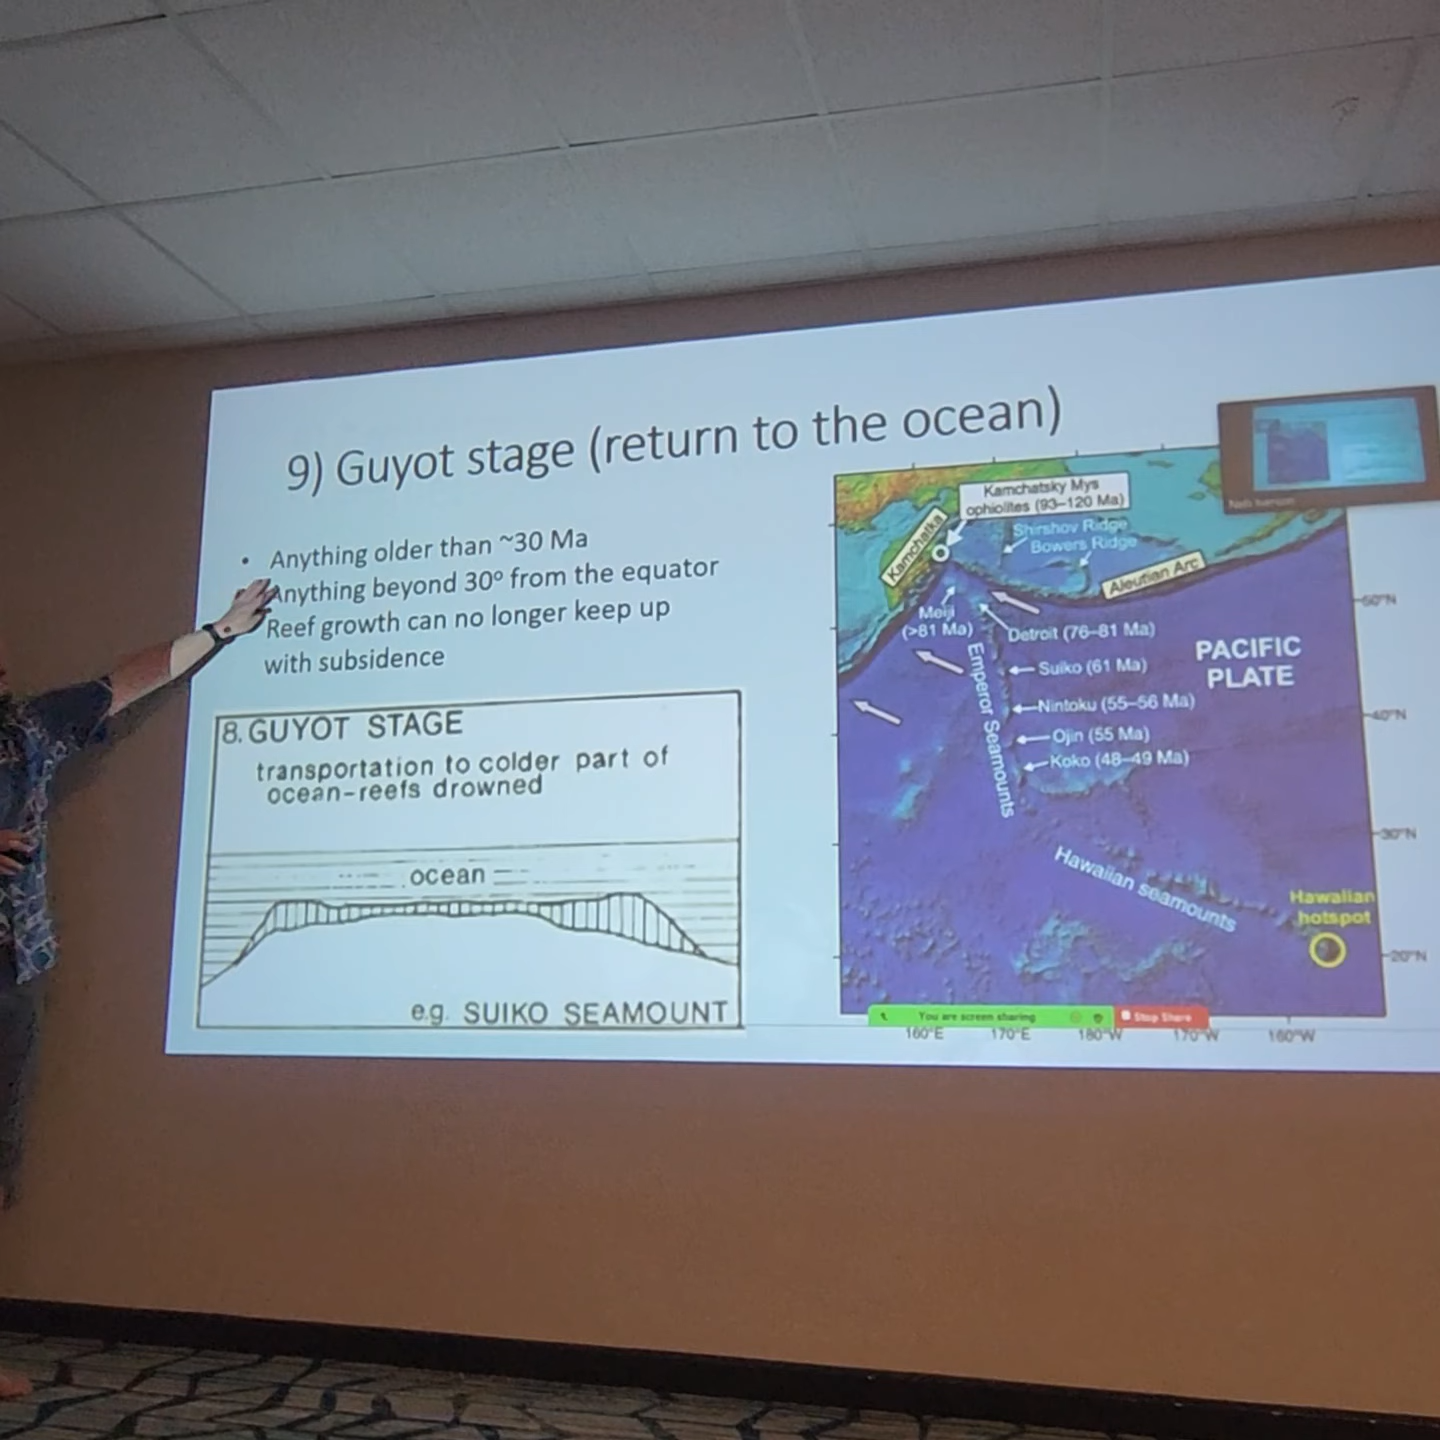 9) Guyot stage (return to the ocean)
• Anything older than ~30 Ma
Anything beyond 30º from the equator
Reef growth can no longer keep up
with subsidence
8. GUYOT STAGE
transportation to colder part of
ocean-reefs drowned
ocean
e.g. SUIKO SEAMOUNT
Kamchatsky Mys
ophiolites (93–120 Ma)
Kamchatka
Shirshov Ridge
Bowers Ridge
Aleutian Arc
Meiji
(>81 Ma)
Detroit (76–81 Ma)
Suiko (61 Ma)
Nintoku (55–56 Ma)
Ojin (55 Ma)
Koko (48–49 Ma)
Emperor Seamounts
PACIFIC
PLATE
Hawaiian seamounts
Hawaiian
hotspot
50°N
40°N
30°N
20°N
You are screen sharing
Stop Share
160°E 170°E 180°W 170°W 160°W